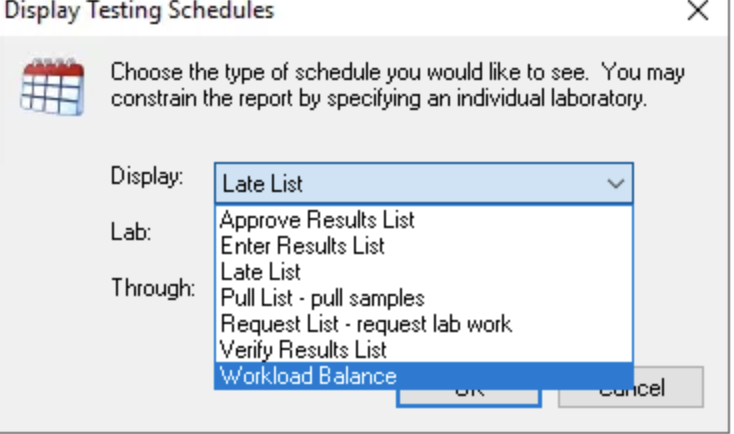 Display Testing Schedules
Choose the type of schedule you would like to see.  You may
constrain the report by specifying an individual laboratory.
Display:
Late List
Lab:
Through:
Approve Results List
Enter Results List
Late List
Pull List - pull samples
Request List - request lab work
Verify Results List
Workload Balance
OK
Cancel